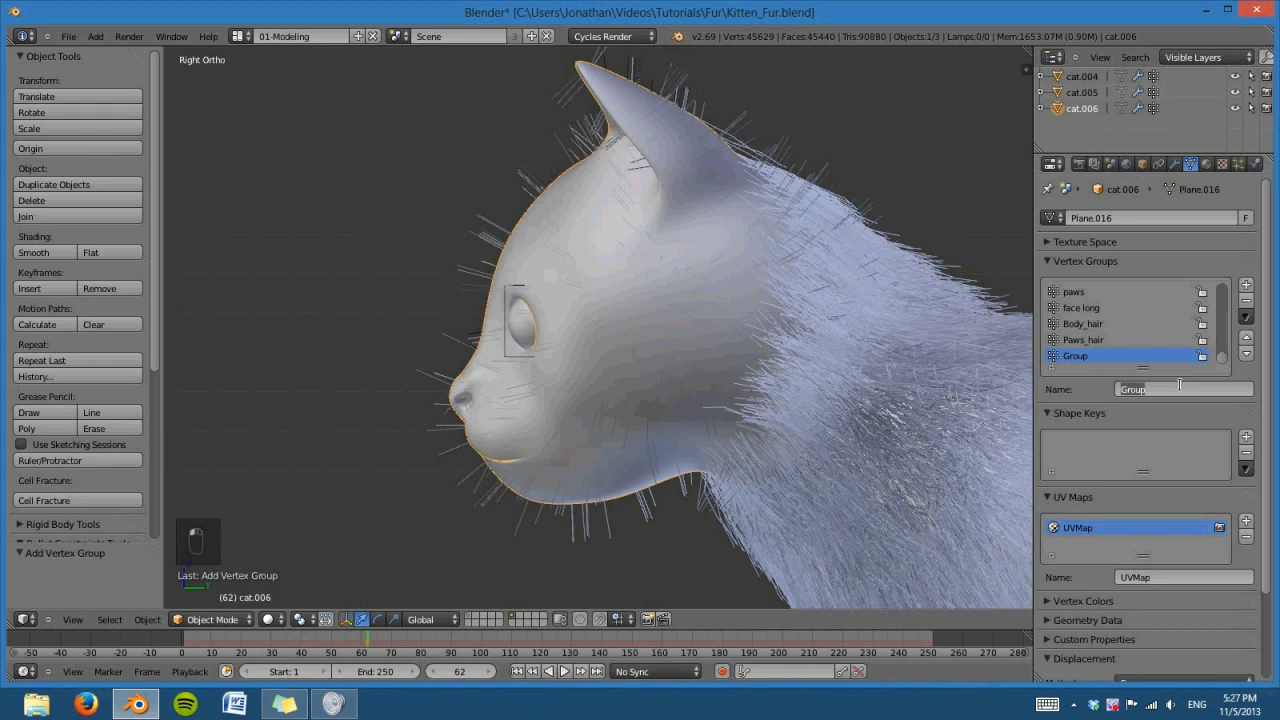 Blender* [C:\Users\Jonathan\Videos\Tutorials\Fur\Kitten_Fur.blend]
File Add Render Window Help 01-Modeling Scene 3 Cycles Render v2.69 | Verts:45629 | Faces:45440 | Tris:90880 | Objects:1/3 | Lamps:0/0 | Mem:1653.07M (0.90M) | cat.006
Object Tools
Transform:
Translate
Rotate
Scale
Origin
Object:
Duplicate Objects
Delete
Join
Shading:
Smooth Flat
Keyframes:
Insert Remove
Motion Paths:
Calculate Clear
Repeat:
Repeat Last
History...
Grease Pencil:
Draw Line
Poly Erase
Use Sketching Sessions
Ruler/Protractor
Cell Fracture:
Cell Fracture
Rigid Body Tools
Add Vertex Group
Right Ortho
Last: Add Vertex Group
(62) cat.006
View Search Visible Layers
cat.004
cat.005
cat.006
cat.006 Plane.016
Plane.016 F
Texture Space
Vertex Groups
paws
face long
Body_hair
Paws_hair
Group
Name: Group
Shape Keys
UV Maps
UVMap
Name: UVMap
Vertex Colors
Geometry Data
Custom Properties
Displacement
View Select Object Object Mode Global
-50 -40 -30 -20 -10 0 10 20 30 40 50 60 70 80 90 100 110 120 130 140 150 160 170 180 190 200 210 220 230 240 250 260 270 280
View Marker Frame Playback Start: 1 End: 250 62 No Sync
ENG
5:27 PM
11/5/2013